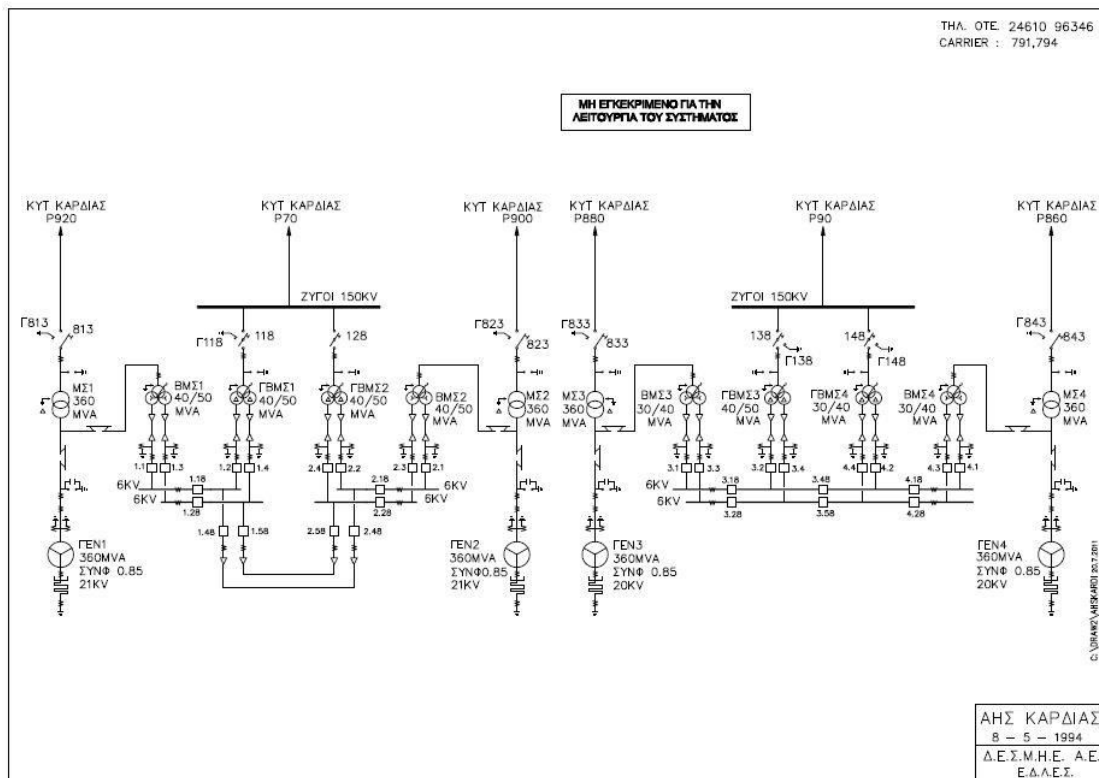 ΤΗΛ. ΟΤΕ. 24610 96346
CARRIER : 791,794
ΜΗ ΕΓΚΕΚΡΙΜΕΝΟ ΓΙΑ ΤΗΝ
ΛΕΙΤΟΥΡΓΙΑ ΤΟΥ ΣΥΣΤΗΜΑΤΟΣ
ΚΥΤ ΚΑΡΔΙΑΣ
P920
ΚΥΤ ΚΑΡΔΙΑΣ
P70
ΚΥΤ ΚΑΡΔΙΑΣ
P900
ΚΥΤ ΚΑΡΔΙΑΣ
P880
ΚΥΤ ΚΑΡΔΙΑΣ
P90
ΚΥΤ ΚΑΡΔΙΑΣ
P860
ΖΥΓΟΙ 150KV
ΖΥΓΟΙ 150KV
Γ813
813
Γ118
118
128
Γ823
823
Γ833
833
138
Γ138
148
Γ148
Γ843
843
ΜΣ1
360
MVA
ΒΜΣ1
40/50
MVA
ΓΒΜΣ1
40/50
MVA
ΓΒΜΣ2
40/50
MVA
ΒΜΣ2
40/50
MVA
ΜΣ2
360
MVA
ΜΣ3
360
MVA
ΒΜΣ3
30/40
MVA
ΓΒΜΣ3
40/50
MVA
ΓΒΜΣ4
30/40
MVA
ΒΜΣ4
30/40
MVA
ΜΣ4
360
MVA
1.1
1.3
1.2
1.4
2.4
2.2
2.3
2.1
3.1
3.3
3.2
3.4
4.4
4.2
4.3
4.1
6KV
1.18
6KV
1.28
2.18
6KV
2.28
6KV
6KV
3.18
3.48
4.18
6KV
3.28
3.58
4.28
1.48
1.58
2.58
2.48
ΓΕΝ1
360MVA
ΣΥΝΦ 0.85
21KV
ΓΕΝ2
360MVA
ΣΥΝΦ0.85
21KV
ΓΕΝ3
360MVA
ΣΥΝΦ 0.85
20KV
ΓΕΝ4
360MVA
ΣΥΝΦ 0.85
20KV
C:\DRAW2\AHSKARDI 20.7.2011
ΑΗΣ ΚΑΡΔΙΑΣ
8 - 5 - 1994
Δ.Ε.Σ.Μ.Η.Ε. Α.Ε.
Ε.Δ.Λ.Ε.Σ.